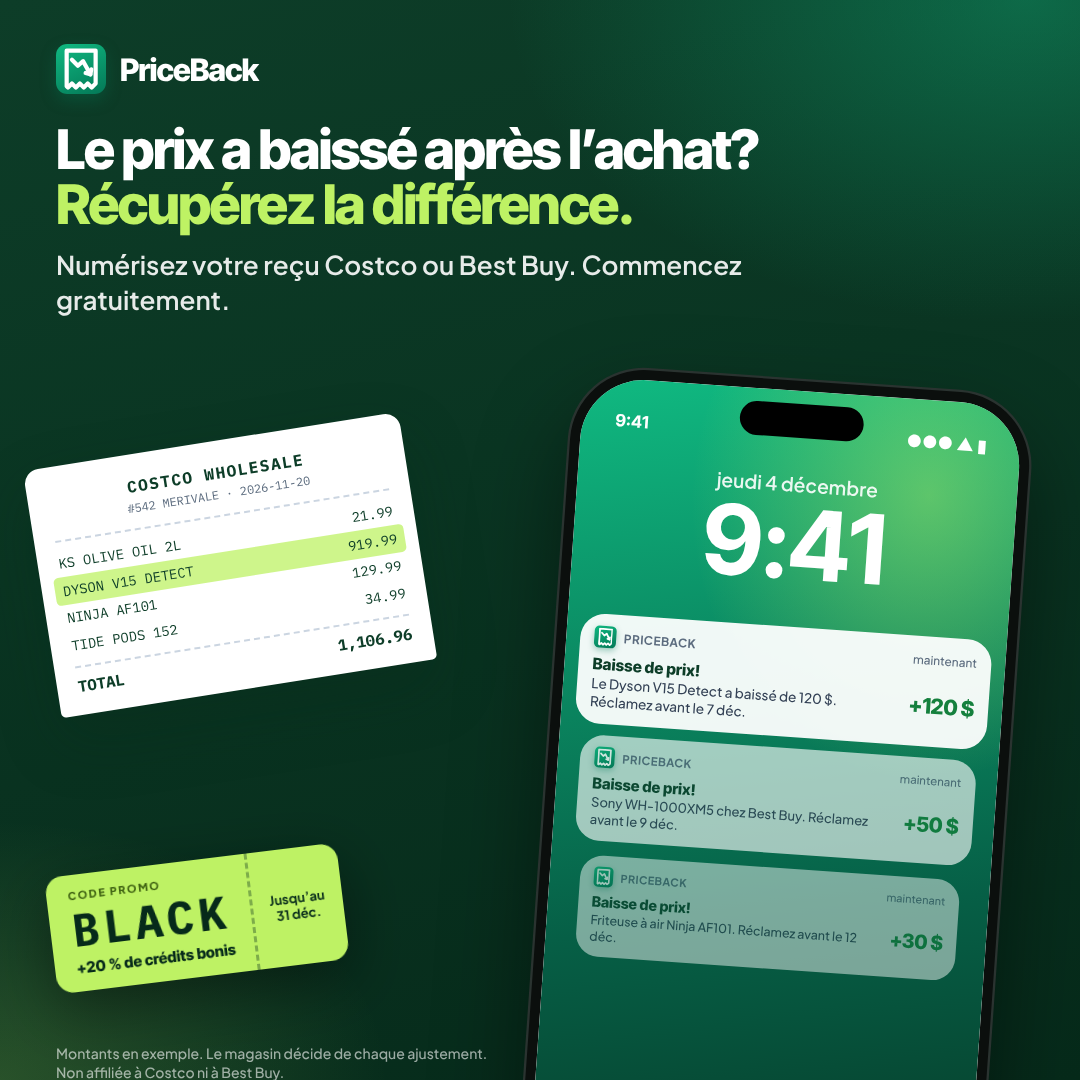 PriceBack
Le prix a baissé après l’achat?
Récupérez la différence.
Numérisez votre reçu Costco ou Best Buy. Commencez
gratuitement.
COSTCO WHOLESALE
#542 MERIVALE · 2026-11-20
KS OLIVE OIL 2L 21.99
DYSON V15 DETECT 919.99
NINJA AF101 129.99
TIDE PODS 152 34.99
TOTAL 1,106.96
CODE PROMO
BLACK
+20 % de crédits bonis
Jusqu’au
31 déc.
9:41
jeudi 4 décembre
9:41
PRICEBACK
maintenant
Baisse de prix!
Le Dyson V15 Detect a baissé de 120 $.
Réclamez avant le 7 déc.
+120 $
PRICEBACK
maintenant
Baisse de prix!
Sony WH-1000XM5 chez Best Buy. Réclamez
avant le 9 déc.
+50 $
PRICEBACK
maintenant
Baisse de prix!
Friteuse à air Ninja AF101. Réclamez avant le 12
déc.
+30 $
Montants en exemple. Le magasin décide de chaque ajustement.
Non affiliée à Costco ni à Best Buy.